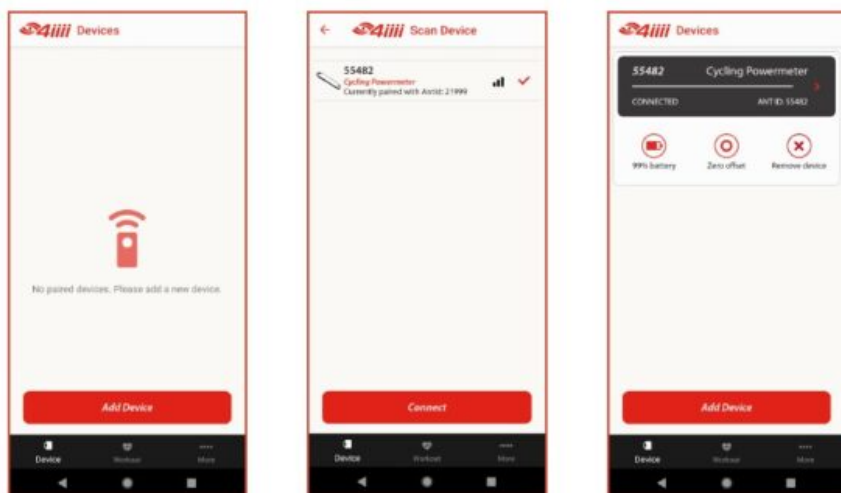 4iiii Devices
No paired devices. Please add a new device.
Add Device
Device Workout More
4iiii Scan Device
55482
Cycling Powermeter
Currently paired with AntId: 21999
Connect
Device Workout More
4iiii Devices
55482 Cycling Powermeter
CONNECTED ANT ID: 55482
99% battery Zero offset Remove device
Add Device
Device Workout More